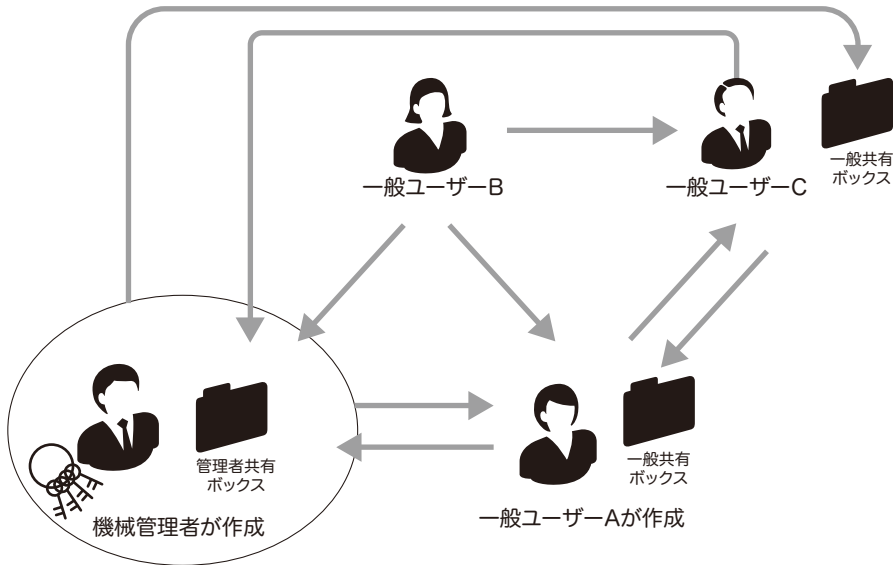 一般ユーザーB
一般ユーザーC
一般共有
ボックス
管理者共有
ボックス
機械管理者が作成
一般共有
ボックス
一般ユーザーAが作成